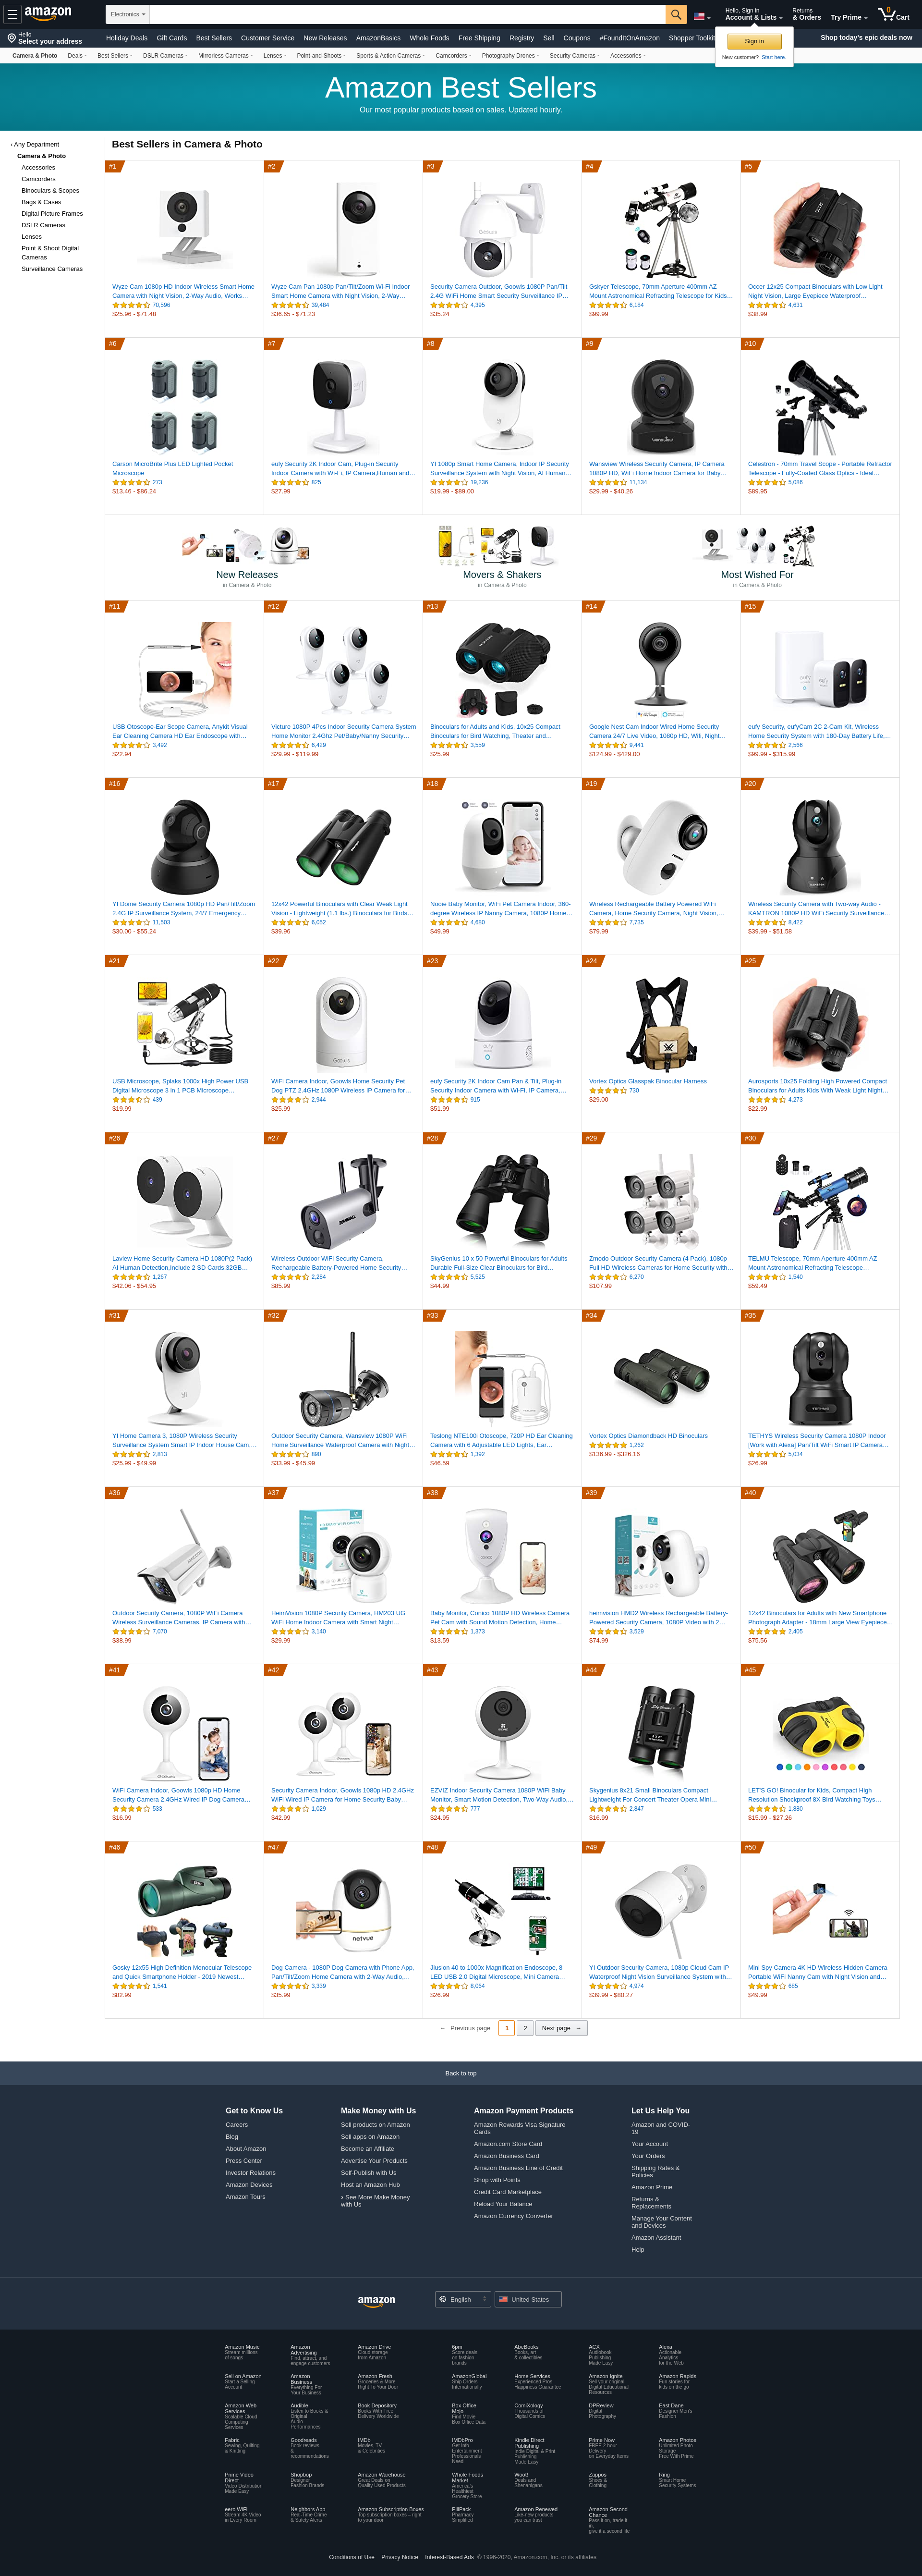 amazon
Electronics
Hello, Sign in
Account & Lists
Returns
& Orders
Try Prime
0
Cart
Hello
Select your address
Holiday Deals
Gift Cards
Best Sellers
Customer Service
New Releases
AmazonBasics
Whole Foods
Free Shipping
Registry
Sell
Coupons
#FoundItOnAmazon
Shopper Toolkit
Shop today's epic deals now
Sign in
New customer? Start here.
Camera & Photo
Deals
Best Sellers
DSLR Cameras
Mirrorless Cameras
Lenses
Point-and-Shoots
Sports & Action Cameras
Camcorders
Photography Drones
Security Cameras
Accessories
Amazon Best Sellers
Our most popular products based on sales. Updated hourly.
‹ Any Department
Camera & Photo
Accessories
Camcorders
Binoculars & Scopes
Bags & Cases
Digital Picture Frames
DSLR Cameras
Lenses
Point & Shoot Digital
Cameras
Surveillance Cameras
Best Sellers in Camera & Photo
#1
Wyze Cam 1080p HD Indoor Wireless Smart Home
Camera with Night Vision, 2-Way Audio, Works…
70,596
$25.96 - $71.48
#2
Wyze Cam Pan 1080p Pan/Tilt/Zoom Wi-Fi Indoor
Smart Home Camera with Night Vision, 2-Way…
39,484
$36.65 - $71.23
#3
Security Camera Outdoor, Goowls 1080P Pan/Tilt
2.4G WiFi Home Smart Security Surveillance IP…
4,395
$35.24
#4
Gskyer Telescope, 70mm Aperture 400mm AZ
Mount Astronomical Refracting Telescope for Kids…
6,184
$99.99
#5
Occer 12x25 Compact Binoculars with Low Light
Night Vision, Large Eyepiece Waterproof…
4,631
$38.99
#6
Carson MicroBrite Plus LED Lighted Pocket
Microscope
273
$13.46 - $86.24
#7
eufy Security 2K Indoor Cam, Plug-in Security
Indoor Camera with Wi-Fi, IP Camera,Human and…
825
$27.99
#8
YI 1080p Smart Home Camera, Indoor IP Security
Surveillance System with Night Vision, AI Human…
19,236
$19.99 - $89.00
#9
Wansview Wireless Security Camera, IP Camera
1080P HD, WiFi Home Indoor Camera for Baby…
11,134
$29.99 - $40.26
#10
Celestron - 70mm Travel Scope - Portable Refractor
Telescope - Fully-Coated Glass Optics - Ideal…
5,086
$89.95
New Releases
in Camera & Photo
Movers & Shakers
in Camera & Photo
Most Wished For
in Camera & Photo
#11
USB Otoscope-Ear Scope Camera, Anykit Visual
Ear Cleaning Camera HD Ear Endoscope with…
3,492
$22.94
#12
Victure 1080P 4Pcs Indoor Security Camera System
Home Monitor 2.4Ghz Pet/Baby/Nanny Security…
6,429
$29.99 - $119.99
#13
Binoculars for Adults and Kids, 10x25 Compact
Binoculars for Bird Watching, Theater and…
3,559
$25.99
#14
Google Nest Cam Indoor Wired Home Security
Camera 24/7 Live Video, 1080p HD, Wifi, Night…
9,441
$124.99 - $429.00
#15
eufy Security, eufyCam 2C 2-Cam Kit, Wireless
Home Security System with 180-Day Battery Life,…
2,566
$99.99 - $315.99
#16
YI Dome Security Camera 1080p HD Pan/Tilt/Zoom
2.4G IP Surveillance System, 24/7 Emergency…
11,503
$30.00 - $55.24
#17
12x42 Powerful Binoculars with Clear Weak Light
Vision - Lightweight (1.1 lbs.) Binoculars for Birds…
6,052
$39.96
#18
Nooie Baby Monitor, WiFi Pet Camera Indoor, 360-
degree Wireless IP Nanny Camera, 1080P Home…
4,680
$49.99
#19
Wireless Rechargeable Battery Powered WiFi
Camera, Home Security Camera, Night Vision,…
7,735
$79.99
#20
Wireless Security Camera with Two-way Audio -
KAMTRON 1080P HD WiFi Security Surveillance…
8,422
$39.99 - $51.58
#21
USB Microscope, Splaks 1000x High Power USB
Digital Microscope 3 in 1 PCB Microscope…
439
$19.99
#22
WiFi Camera Indoor, Goowls Home Security Pet
Dog PTZ 2.4GHz 1080P Wireless IP Camera for…
2,944
$25.99
#23
eufy Security 2K Indoor Cam Pan & Tilt, Plug-in
Security Indoor Camera with Wi-Fi, IP Camera,…
915
$51.99
#24
Vortex Optics Glasspak Binocular Harness
730
$29.00
#25
Aurosports 10x25 Folding High Powered Compact
Binoculars for Adults Kids With Weak Light Night…
4,273
$22.99
#26
Laview Home Security Camera HD 1080P(2 Pack)
AI Human Detection,Include 2 SD Cards,32GB…
1,267
$42.06 - $54.95
#27
Wireless Outdoor WiFi Security Camera,
Rechargeable Battery-Powered Home Security…
2,284
$85.99
#28
SkyGenius 10 x 50 Powerful Binoculars for Adults
Durable Full-Size Clear Binoculars for Bird…
5,525
$44.99
#29
Zmodo Outdoor Security Camera (4 Pack), 1080p
Full HD Wireless Cameras for Home Security with…
6,270
$107.99
#30
TELMU Telescope, 70mm Aperture 400mm AZ
Mount Astronomical Refracting Telescope…
1,540
$59.49
#31
YI Home Camera 3, 1080P Wireless Security
Surveillance System Smart IP Indoor House Cam,…
2,813
$25.99 - $49.99
#32
Outdoor Security Camera, Wansview 1080P WiFi
Home Surveillance Waterproof Camera with Night…
890
$33.99 - $45.99
#33
Teslong NTE100i Otoscope, 720P HD Ear Cleaning
Camera with 6 Adjustable LED Lights, Ear…
1,392
$46.59
#34
Vortex Optics Diamondback HD Binoculars
1,262
$136.99 - $326.16
#35
TETHYS Wireless Security Camera 1080P Indoor
[Work with Alexa] Pan/Tilt WiFi Smart IP Camera…
5,034
$26.99
#36
Outdoor Security Camera, 1080P WiFi Camera
Wireless Surveillance Cameras, IP Camera with…
7,070
$38.99
#37
HeimVision 1080P Security Camera, HM203 UG
WiFi Home Indoor Camera with Smart Night…
3,140
$29.99
#38
Baby Monitor, Conico 1080P HD Wireless Camera
Pet Cam with Sound Motion Detection, Home…
1,373
$13.59
#39
heimvision HMD2 Wireless Rechargeable Battery-
Powered Security Camera, 1080P Video with 2…
3,529
$74.99
#40
12x42 Binoculars for Adults with New Smartphone
Photograph Adapter - 18mm Large View Eyepiece…
2,405
$75.56
#41
WiFi Camera Indoor, Goowls 1080p HD Home
Security Camera 2.4GHz Wired IP Dog Camera…
533
$16.99
#42
Security Camera Indoor, Goowls 1080p HD 2.4GHz
WiFi Wired IP Camera for Home Security Baby…
1,029
$42.99
#43
EZVIZ Indoor Security Camera 1080P WiFi Baby
Monitor, Smart Motion Detection, Two-Way Audio,…
777
$24.95
#44
Skygenius 8x21 Small Binoculars Compact
Lightweight For Concert Theater Opera Mini…
2,847
$16.99
#45
LET'S GO! Binocular for Kids, Compact High
Resolution Shockproof 8X Bird Watching Toys…
1,880
$15.99 - $27.26
#46
Gosky 12x55 High Definition Monocular Telescope
and Quick Smartphone Holder - 2019 Newest…
1,541
$82.99
#47
Dog Camera - 1080P Dog Camera with Phone App,
Pan/Tilt/Zoom Home Camera with 2-Way Audio,…
3,339
$35.99
#48
Jiusion 40 to 1000x Magnification Endoscope, 8
LED USB 2.0 Digital Microscope, Mini Camera…
8,064
$26.99
#49
YI Outdoor Security Camera, 1080p Cloud Cam IP
Waterproof Night Vision Surveillance System with…
4,974
$39.99 - $80.27
#50
Mini Spy Camera 4K HD Wireless Hidden Camera
Portable WiFi Nanny Cam with Night Vision and…
685
$49.99
← Previous page
1
2
Next page →
Back to top
Get to Know Us
Careers
Blog
About Amazon
Press Center
Investor Relations
Amazon Devices
Amazon Tours
Make Money with Us
Sell products on Amazon
Sell apps on Amazon
Become an Affiliate
Advertise Your Products
Self-Publish with Us
Host an Amazon Hub
› See More Make Money
with Us
Amazon Payment Products
Amazon Rewards Visa Signature
Cards
Amazon.com Store Card
Amazon Business Card
Amazon Business Line of Credit
Shop with Points
Credit Card Marketplace
Reload Your Balance
Amazon Currency Converter
Let Us Help You
Amazon and COVID-
19
Your Account
Your Orders
Shipping Rates &
Policies
Amazon Prime
Returns &
Replacements
Manage Your Content
and Devices
Amazon Assistant
Help
amazon
English
United States
Amazon Music
Stream millions
of songs
Amazon
Advertising
Find, attract, and
engage customers
Amazon Drive
Cloud storage
from Amazon
6pm
Score deals
on fashion
brands
AbeBooks
Books, art
& collectibles
ACX
Audiobook
Publishing
Made Easy
Alexa
Actionable
Analytics
for the Web
Sell on Amazon
Start a Selling
Account
Amazon
Business
Everything For
Your Business
Amazon Fresh
Groceries & More
Right To Your Door
AmazonGlobal
Ship Orders
Internationally
Home Services
Experienced Pros
Happiness Guarantee
Amazon Ignite
Sell your original
Digital Educational
Resources
Amazon Rapids
Fun stories for
kids on the go
Amazon Web
Services
Scalable Cloud
Computing
Services
Audible
Listen to Books &
Original
Audio
Performances
Book Depository
Books With Free
Delivery Worldwide
Box Office
Mojo
Find Movie
Box Office Data
ComiXology
Thousands of
Digital Comics
DPReview
Digital
Photography
East Dane
Designer Men's
Fashion
Fabric
Sewing, Quilting
& Knitting
Goodreads
Book reviews
&
recommendations
IMDb
Movies, TV
& Celebrities
IMDbPro
Get Info
Entertainment
Professionals
Need
Kindle Direct
Publishing
Indie Digital & Print
Publishing
Made Easy
Prime Now
FREE 2-hour
Delivery
on Everyday Items
Amazon Photos
Unlimited Photo
Storage
Free With Prime
Prime Video
Direct
Video Distribution
Made Easy
Shopbop
Designer
Fashion Brands
Amazon Warehouse
Great Deals on
Quality Used Products
Whole Foods
Market
America's
Healthiest
Grocery Store
Woot!
Deals and
Shenanigans
Zappos
Shoes &
Clothing
Ring
Smart Home
Security Systems
eero WiFi
Stream 4K Video
in Every Room
Neighbors App
Real-Time Crime
& Safety Alerts
Amazon Subscription Boxes
Top subscription boxes – right
to your door
PillPack
Pharmacy
Simplified
Amazon Renewed
Like-new products
you can trust
Amazon Second
Chance
Pass it on, trade it
in,
give it a second life
Conditions of Use
Privacy Notice
Interest-Based Ads
© 1996-2020, Amazon.com, Inc. or its affiliates